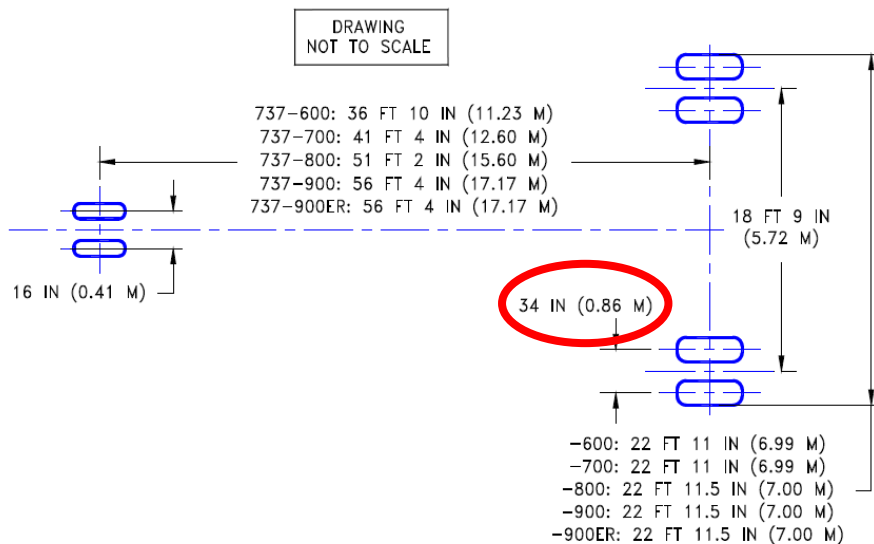 DRAWING
NOT TO SCALE
737-600: 36 FT 10 IN (11.23 M)
737-700: 41 FT 4 IN (12.60 M)
737-800: 51 FT 2 IN (15.60 M)
737-900: 56 FT 4 IN (17.17 M)
737-900ER: 56 FT 4 IN (17.17 M)
18 FT 9 IN
(5.72 M)
16 IN (0.41 M)
34 IN (0.86 M)
-600: 22 FT 11 IN (6.99 M)
-700: 22 FT 11 IN (6.99 M)
-800: 22 FT 11.5 IN (7.00 M)
-900: 22 FT 11.5 IN (7.00 M)
-900ER: 22 FT 11.5 IN (7.00 M)